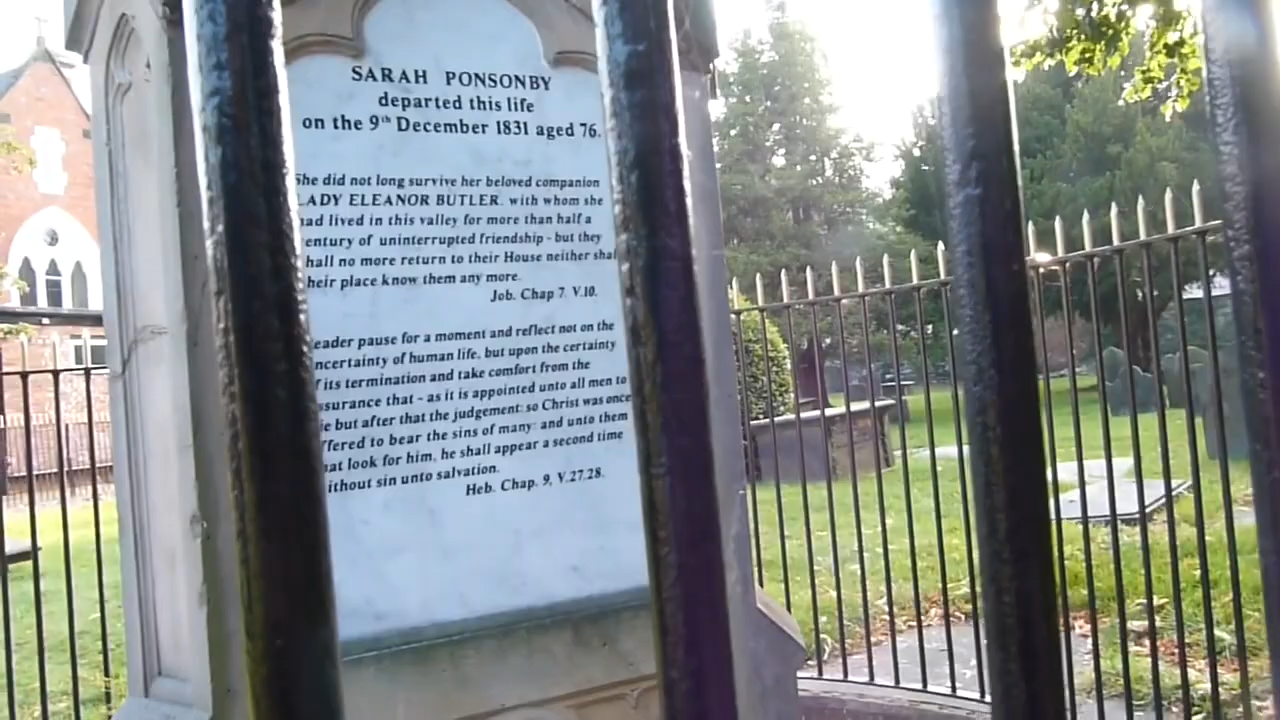 SARAH PONSONBY
departed this life
on the 9th December 1831 aged 76.
She did not long survive her beloved companion
LADY ELEANOR BUTLER. with whom she
had lived in this valley for more than half a
century of uninterrupted friendship - but they
shall no more return to their House neither shal
their place know them any more.
Job. Chap 7. V.10.
eader pause for a moment and reflect not on the
ncertainty of human life, but upon the certainty
f its termination and take comfort from the
ssurance that - as it is appointed unto all men to
ie but after that the judgement: so Christ was once
ffered to bear the sins of many: and unto them
hat look for him, he shall appear a second time
ithout sin unto salvation.
Heb. Chap. 9, V.27.28.